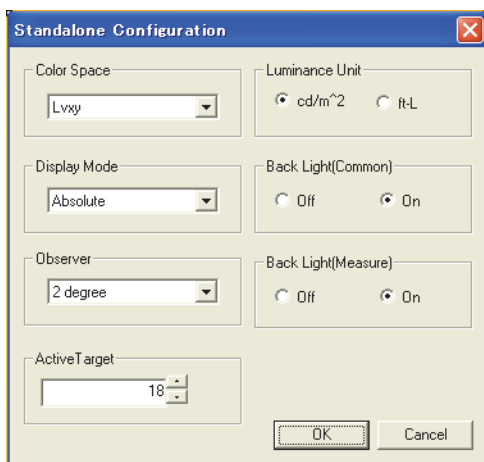 Standalone Configuration
Color Space
Lvxy
Luminance Unit
cd/m^2 ft-L
Display Mode
Absolute
Back Light(Common)
Off On
Observer
2 degree
Back Light(Measure)
Off On
ActiveTarget
18
OK Cancel